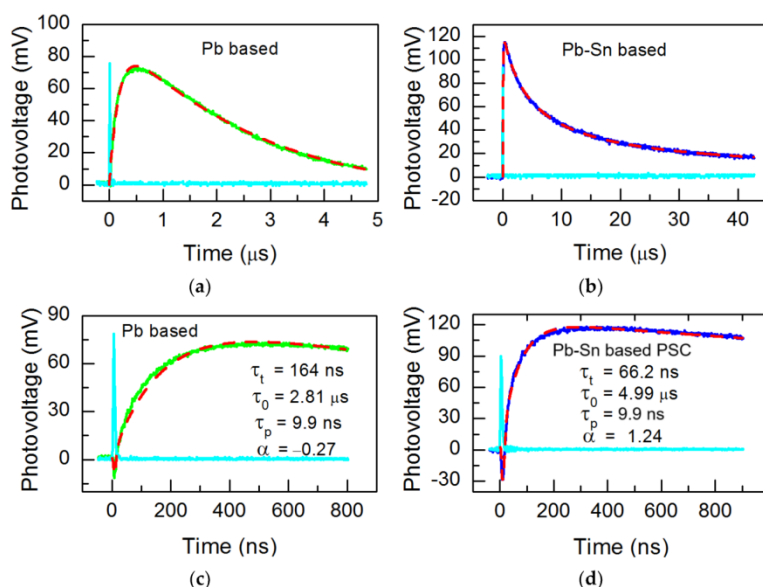 100
80
60
40
20
0
Photovoltage (mV)
Pb based
0 1 2 3 4 5
Time (μs)
(a)
120
100
80
60
40
20
0
-20
Photovoltage (mV)
Pb-Sn based
0 10 20 30 40
Time (μs)
(b)
90
60
30
0
Photovoltage (mV)
Pb based
τt = 164 ns
τ0 = 2.81 μs
τp = 9.9 ns
α = –0.27
0 200 400 600 800
Time (ns)
(c)
120
90
60
30
0
-30
Photovoltage (mV)
Pb-Sn based PSC
τt = 66.2 ns
τ0 = 4.99 μs
τp = 9.9 ns
α = 1.24
0 200 400 600 800
Time (ns)
(d)